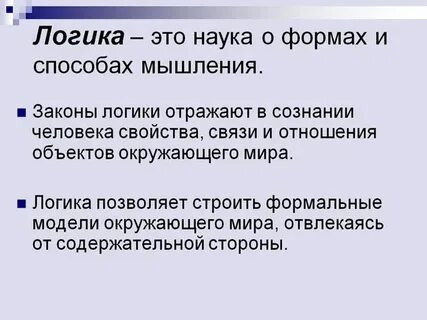 Логика – это наука о формах и
способах мышления.
Законы логики отражают в сознании
человека свойства, связи и отношения
объектов окружающего мира.
Логика позволяет строить формальные
модели окружающего мира, отвлекаясь
от содержательной стороны.